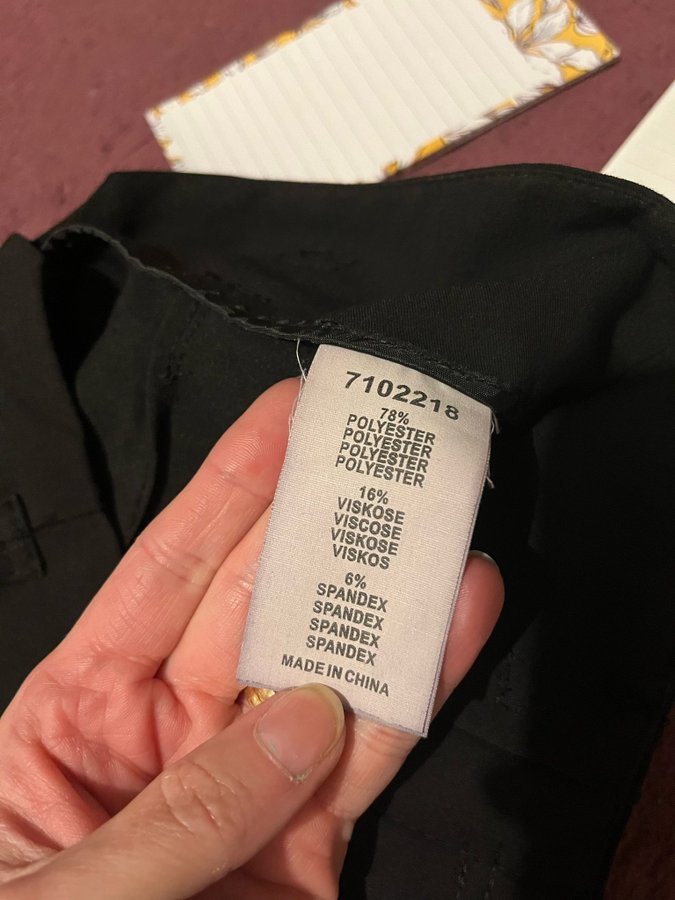 7102218
78%
POLYESTER
POLYESTER
POLYESTER
POLYESTER
16%
VISKOSE
VISCOSE
VISKOSE
VISKOS
6%
SPANDEX
SPANDEX
SPANDEX
SPANDEX
MADE IN CHINA